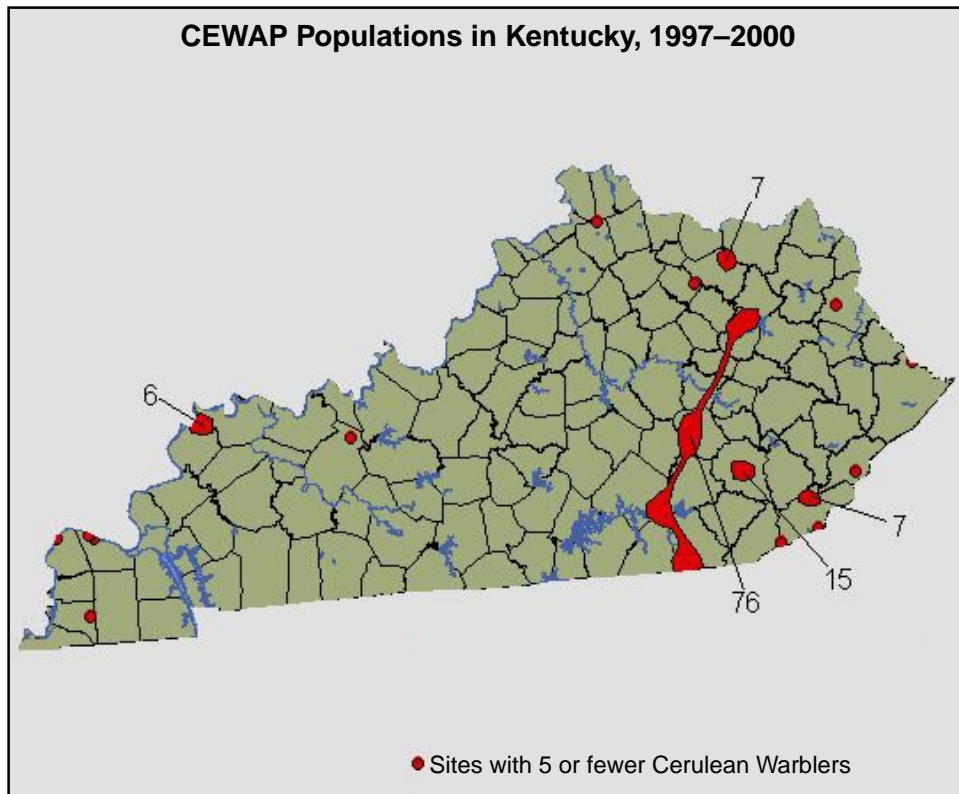 CEWAP Populations in Kentucky, 1997–2000
7
6
7
15
76
Sites with 5 or fewer Cerulean Warblers